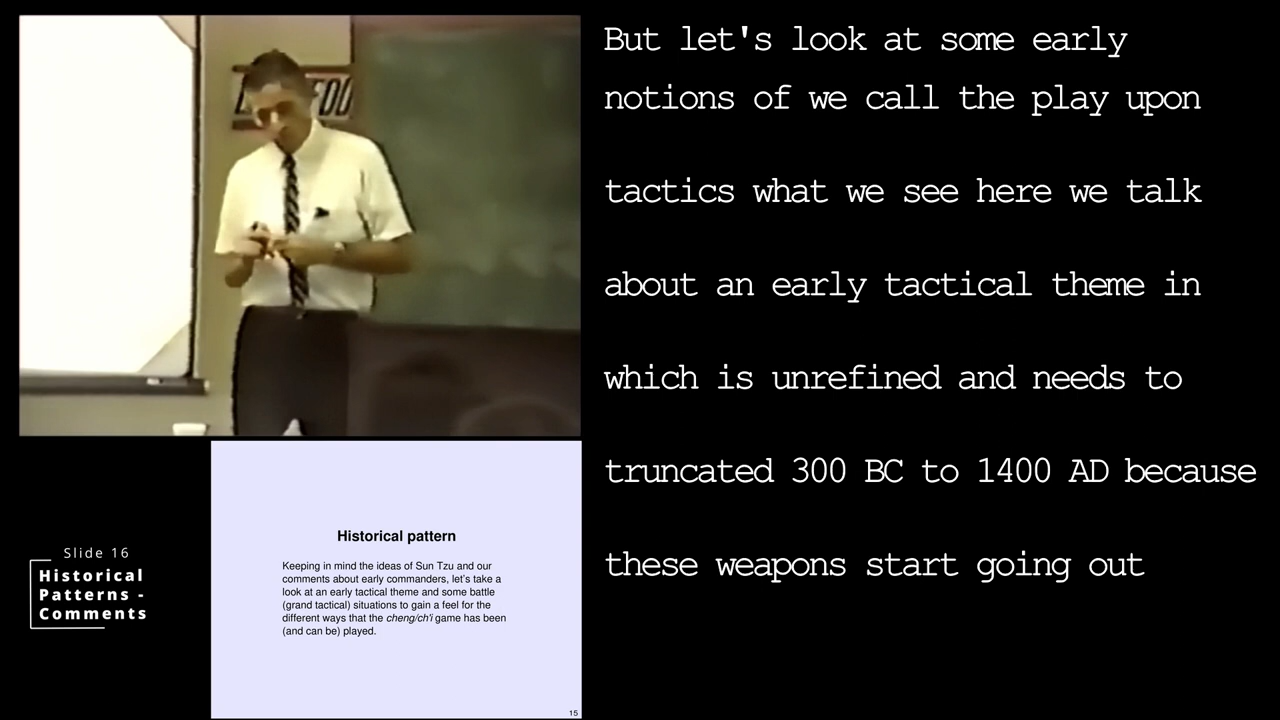 But let's look at some early
notions of we call the play upon
tactics what we see here we talk
about an early tactical theme in
which is unrefined and needs to
truncated 300 BC to 1400 AD because
these weapons start going out
Slide 16
Historical
Patterns -
Comments
Historical pattern
Keeping in mind the ideas of Sun Tzu and our
comments about early commanders, let's take a
look at an early tactical theme and some battle
(grand tactical) situations to gain a feel for the
different ways that the cheng/ch'i game has been
(and can be) played.
15